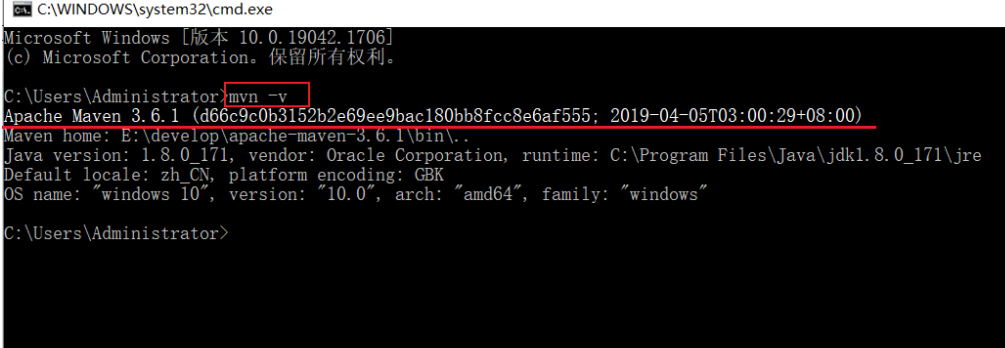 C:\WINDOWS\system32\cmd.exe
Microsoft Windows [版本 10.0.19042.1706]
(c) Microsoft Corporation。保留所有权利。
C:\Users\Administrator>mvn -v
Apache Maven 3.6.1 (d66c9c0b3152b2e69ee9bac180bb8fcc8e6af555; 2019-04-05T03:00:29+08:00)
Maven home: E:\develop\apache-maven-3.6.1\bin\..
Java version: 1.8.0_171, vendor: Oracle Corporation, runtime: C:\Program Files\Java\jdk1.8.0_171\jre
Default locale: zh_CN, platform encoding: GBK
OS name: "windows 10", version: "10.0", arch: "amd64", family: "windows"
C:\Users\Administrator>